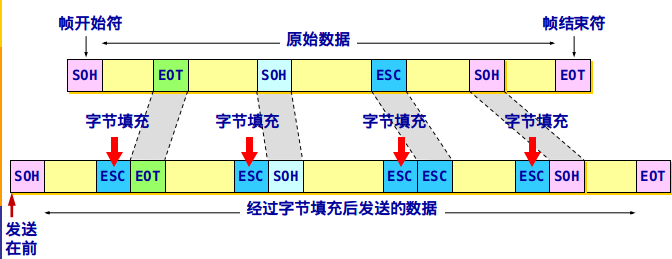 帧开始符 帧结束符
原始数据
SOH EOT SOH ESC SOH EOT
字节填充 字节填充 字节填充 字节填充
SOH ESC EOT ESC SOH ESC ESC ESC SOH EOT
经过字节填充后发送的数据
发送
在前